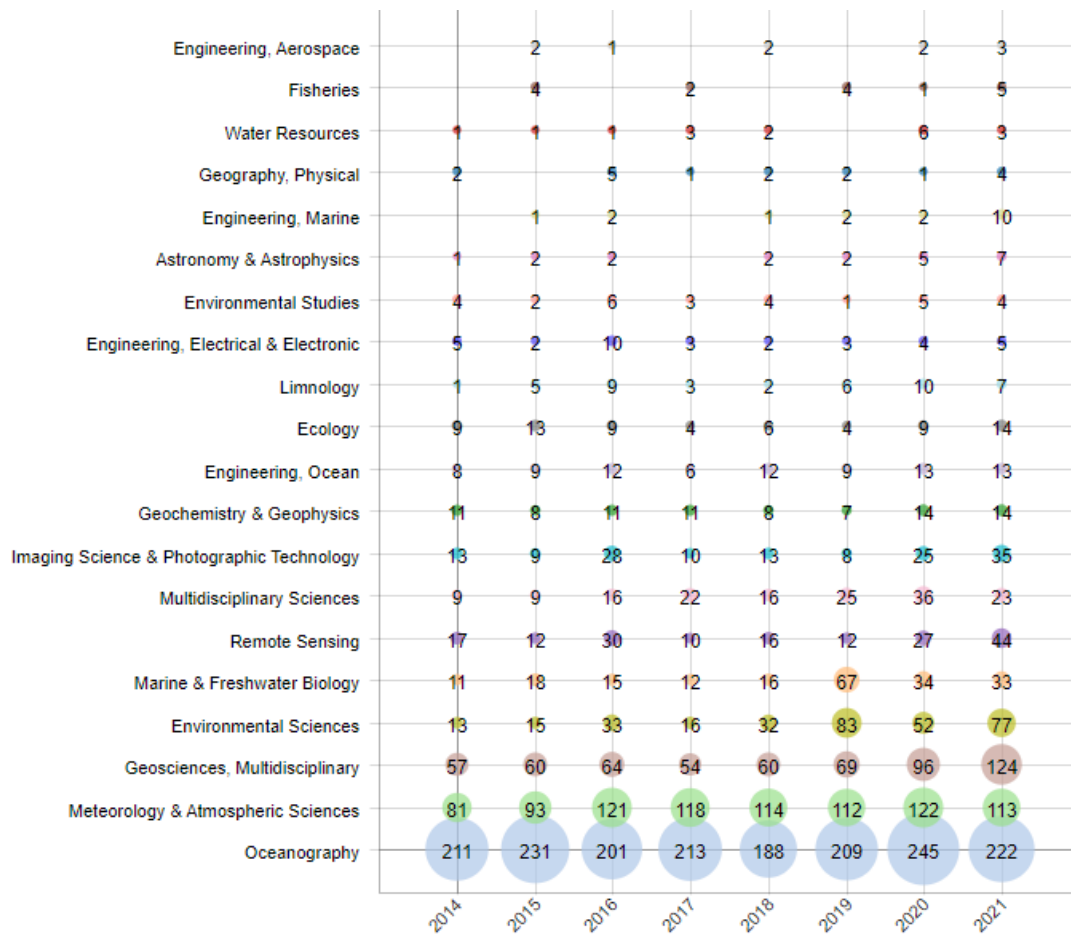 Engineering, Aerospace 2 1 2 2 3
Fisheries 4 2 4 1 5
Water Resources 1 1 1 3 2 6 3
Geography, Physical 2 5 1 2 2 1 4
Engineering, Marine 1 2 1 2 2 10
Astronomy & Astrophysics 1 2 2 2 2 5 7
Environmental Studies 4 2 6 3 4 1 5 4
Engineering, Electrical & Electronic 5 2 10 3 2 3 4 5
Limnology 1 5 9 3 2 6 10 7
Ecology 9 13 9 4 6 4 9 14
Engineering, Ocean 8 9 12 6 12 9 13 13
Geochemistry & Geophysics 11 8 11 11 8 7 14 14
Imaging Science & Photographic Technology 13 9 28 10 13 8 25 35
Multidisciplinary Sciences 9 9 16 22 16 25 36 23
Remote Sensing 17 12 30 10 16 12 27 44
Marine & Freshwater Biology 11 18 15 12 16 67 34 33
Environmental Sciences 13 15 33 16 32 83 52 77
Geosciences, Multidisciplinary 57 60 64 54 60 69 96 124
Meteorology & Atmospheric Sciences 81 93 121 118 114 112 122 113
Oceanography 211 231 201 213 188 209 245 222
2014 2015 2016 2017 2018 2019 2020 2021